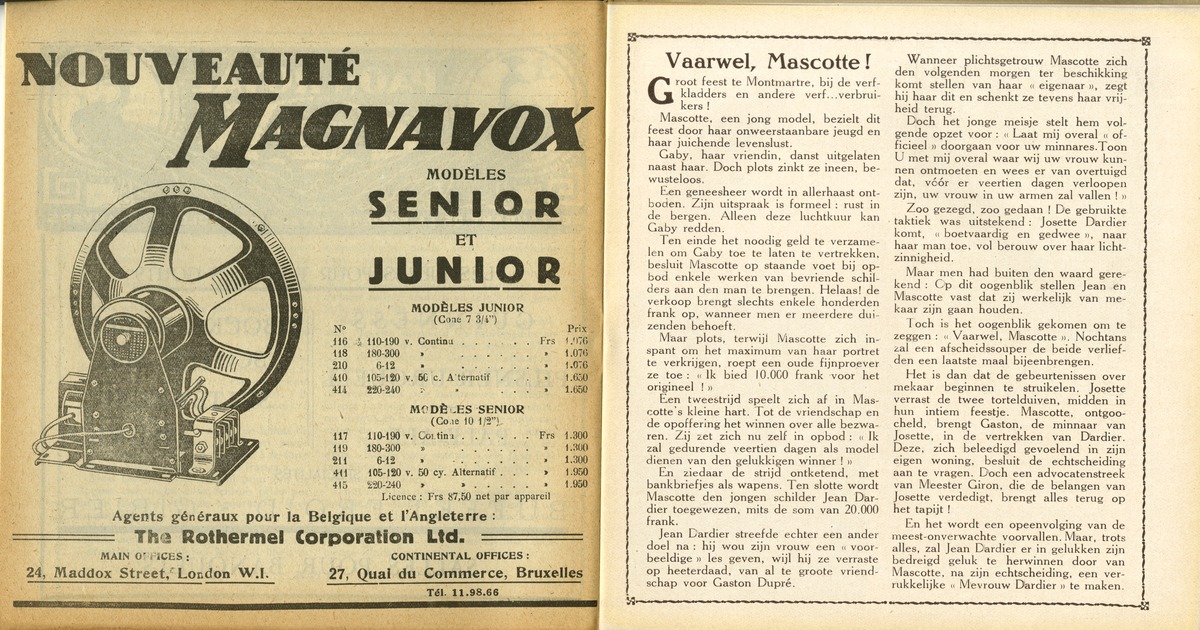 NOUVEAUTÉ
MAGNAVOX
MODÈLES
SENIOR
ET
JUNIOR
MODÈLES JUNIOR
(Cone 7 3/4")
Nº Prix
116 110-190 v. Continu . . . . . . Frs 1.076
118 180-300 » . . . . . . » 1.076
210 6-12 » . . . . . . » 1.076
410 105-120 v. 50 c. Alternatif . . . . » 1.650
414 220-240 » . . . . . » 1.650
MODÈLES SENIOR
(Cone 10 1/2")
117 110-190 v. Continu . . . . . . Frs 1.300
119 180-300 » . . . . . . » 1.300
211 6-12 » . . . . . . » 1.300
411 105-120 v. 50 cy. Alternatif . . . . » 1.950
415 220-240 » » . . . . » 1.950
Licence : Frs 87,50 net par appareil
Agents généraux pour la Belgique et l'Angleterre :
The Rothermel Corporation Ltd.
MAIN OFFICES :
24, Maddox Street, London W.I.
CONTINENTAL OFFICES :
27, Quai du Commerce, Bruxelles
Tél. 11.98.66
Vaarwel, Mascotte !
Groot feest te Montmartre, bij de verf-
kladders en andere verf...verbrui-
kers !
Mascotte, een jong model, bezielt dit
feest door haar onweerstaanbare jeugd en
haar juichende levenslust.
Gaby, haar vriendin, danst uitgelaten
naast haar. Doch plots zinkt ze ineen, be-
wusteloos.
Een geneesheer wordt in allerhaast ont-
boden. Zijn uitspraak is formeel : rust in
de bergen. Alleen deze luchtkuur kan
Gaby redden.
Ten einde het noodig geld te verzame-
len om Gaby toe te laten te vertrekken,
besluit Mascotte op staande voet bij op-
bod enkele werken van bevriende schil-
ders aan den man te brengen. Helaas! de
verkoop brengt slechts enkele honderden
frank op, wanneer men er meerdere dui-
zenden behoeft.
Maar plots, terwijl Mascotte zich in-
spant om het maximum van haar portret
te verkrijgen, roept een oude fijnproever
ze toe : « Ik bied 10.000 frank voor het
origineel ! »
Een tweestrijd speelt zich af in Mas-
cotte's kleine hart. Tot de vriendschap en
de opoffering het winnen over alle bezwa-
ren. Zij zet zich nu zelf in opbod : « Ik
zal gedurende veertien dagen als model
dienen van den gelukkigen winner ! »
En ziedaar de strijd ontketend, met
bankbriefjes als wapens. Ten slotte wordt
Mascotte den jongen schilder Jean Dar-
dier toegewezen, mits de som van 20.000
frank.
Jean Dardier streefde echter een ander
doel na : hij wou zijn vrouw een « voor-
beeldige » les geven, wijl hij ze verraste
op heeterdaad, van al te groote vriend-
schap voor Gaston Dupré.
Wanneer plichtsgetrouw Mascotte zich
den volgenden morgen ter beschikking
komt stellen van haar « eigenaar », zegt
hij haar dit en schenkt ze tevens haar vrij-
heid terug.
Doch het jonge meisje stelt hem vol-
gende opzet voor : « Laat mij overal « of-
ficieel » doorgaan voor uw minnares.Toon
U met mij overal waar wij uw vrouw kun-
nen ontmoeten en wees er van overtuigd
dat, vóór er veertien dagen verloopen
zijn, uw vrouw in uw armen zal vallen ! »
Zoo gezegd, zoo gedaan ! De gebruikte
taktiek was uitstekend : Josette Dardier
komt, « boetvaardig en gedwee », naar
haar man toe, vol berouw over haar licht-
zinnigheid.
Maar men had buiten den waard gere-
kend : Op dit oogenblik stellen Jean en
Mascotte vast dat zij werkelijk van me-
kaar zijn gaan houden.
Toch is het oogenblik gekomen om te
zeggen : « Vaarwel, Mascotte ». Nochtans
zal een afscheidssouper de beide verlief-
den een laatste maal bijeenbrengen.
Het is dan dat de gebeurtenissen over
mekaar beginnen te struikelen. Josette
verrast de twee tortelduiven, midden in
hun intiem feestje. Mascotte, ontgoo-
cheld, brengt Gaston, de minnaar van
Josette, in de vertrekken van Dardier.
Deze, zich beleedigd gevoelend in zijn
eigen woning, besluit de echtscheiding
aan te vragen. Doch een advocatenstreek
van Meester Giron, die de belangen van
Josette verdedigt, brengt alles terug op
het tapijt !
En het wordt een opeenvolging van de
meest-onverwachte voorvallen. Maar, trots
alles, zal Jean Dardier er in gelukken zijn
bedreigd geluk te herwinnen door van
Mascotte, na zijn echtscheiding, een ver-
rukkelijke « Mevrouw Dardier » te maken.